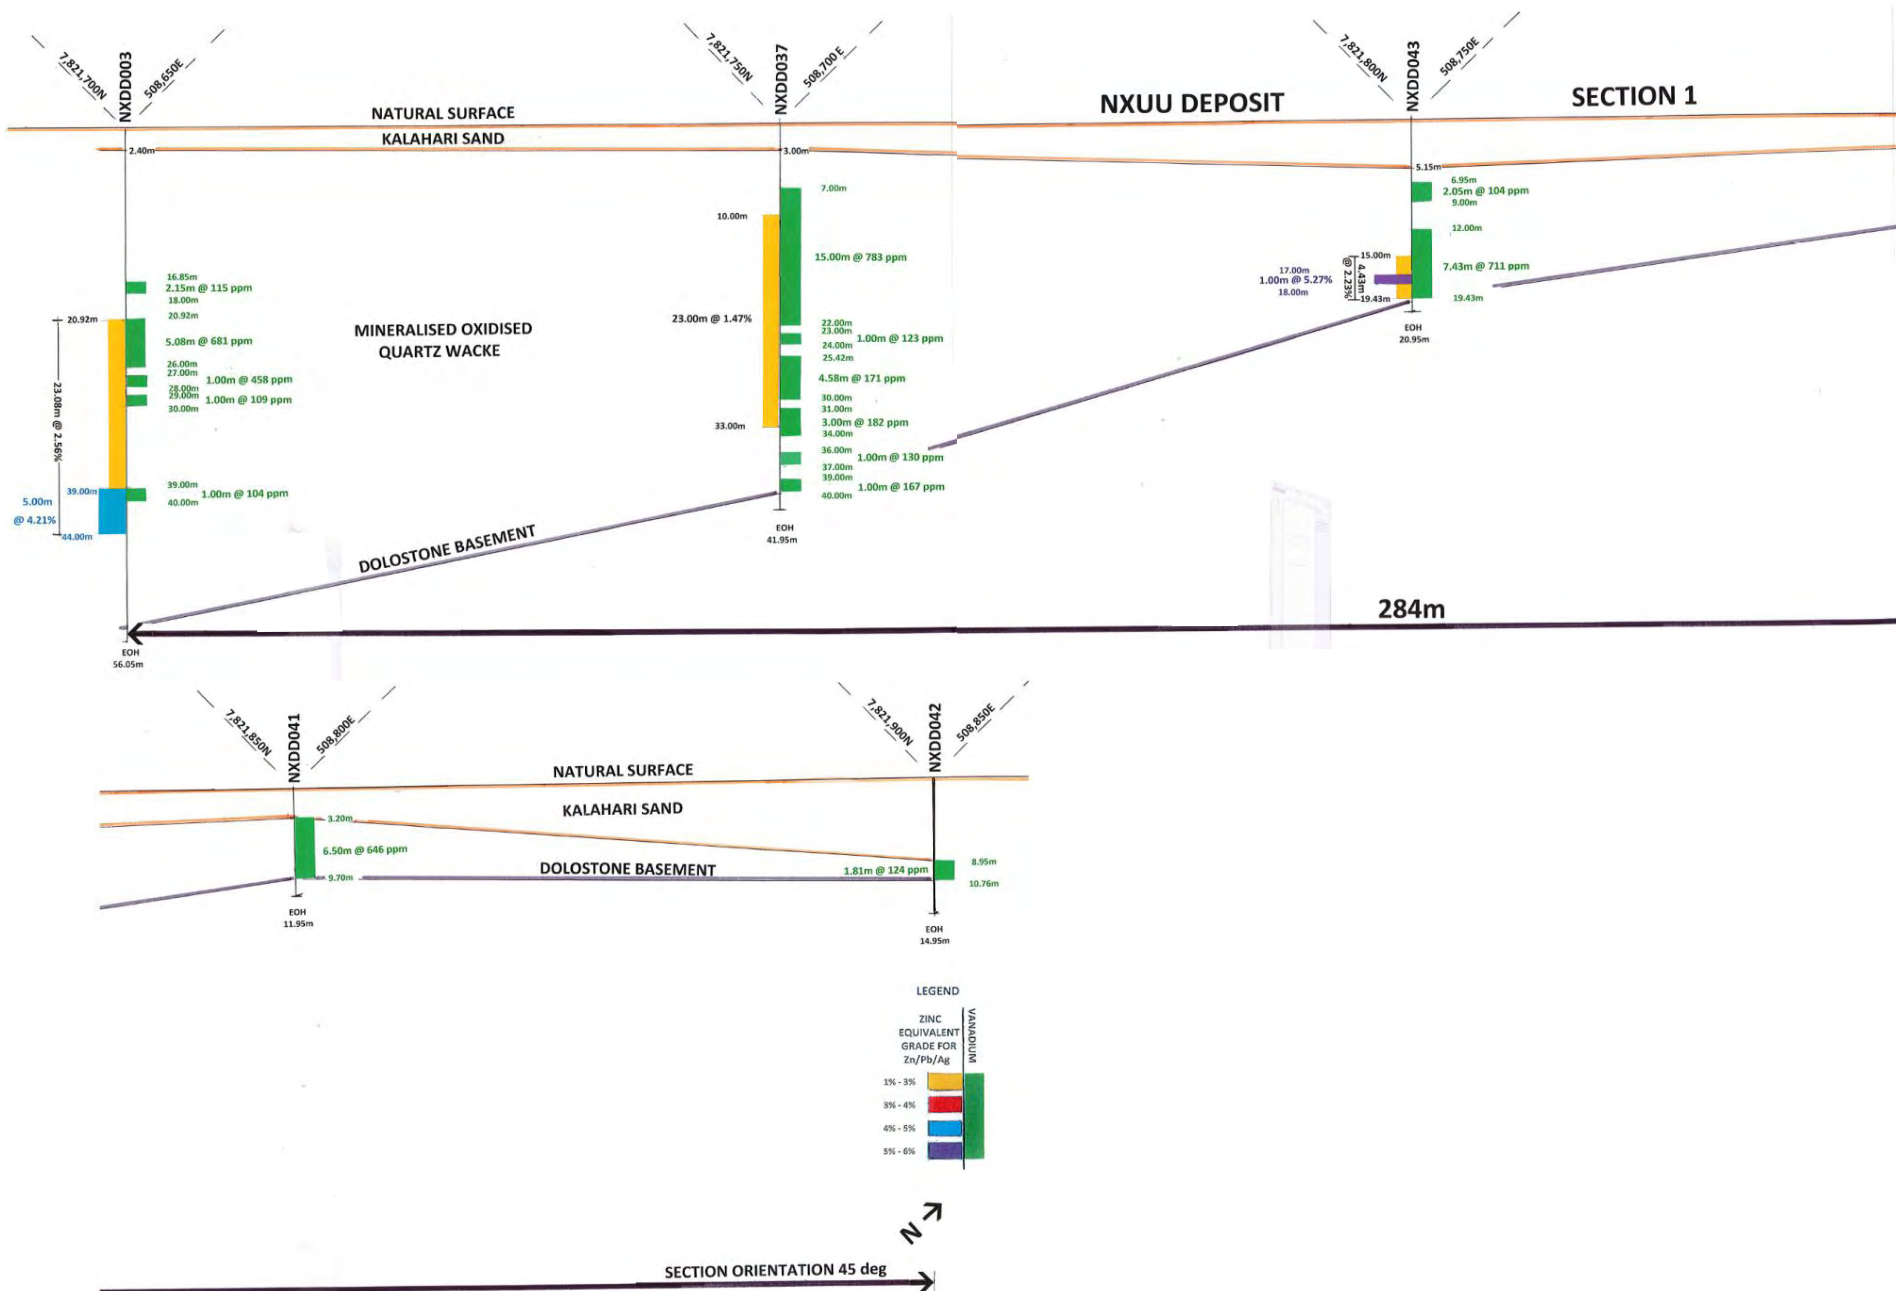 7,821,700N
NXDD003
508,650E
7,821,750N
NXDD037
508,700 E
7,821,800N
NXDD043
508,750E
NATURAL SURFACE
KALAHARI SAND
NXUU DEPOSIT
SECTION 1
2.40m
16.85m
2.15m @ 115 ppm
18.00m
20.92m
20.92m
5.08m @ 681 ppm
26.00m
27.00m
1.00m @ 458 ppm
28.00m
29.00m
1.00m @ 109 ppm
30.00m
23.08m @ 2.56%
39.00m
39.00m
1.00m @ 104 ppm
40.00m
5.00m
@ 4.21%
44.00m
EOH
56.05m
MINERALISED OXIDISED
QUARTZ WACKE
DOLOSTONE BASEMENT
3.00m
7.00m
10.00m
15.00m @ 783 ppm
23.00m @ 1.47%
22.00m
23.00m
1.00m @ 123 ppm
24.00m
25.42m
4.58m @ 171 ppm
30.00m
31.00m
3.00m @ 182 ppm
33.00m
34.00m
36.00m
1.00m @ 130 ppm
37.00m
39.00m
1.00m @ 167 ppm
40.00m
EOH
41.95m
5.15m
6.95m
2.05m @ 104 ppm
9.00m
12.00m
15.00m
7.43m @ 711 ppm
17.00m
1.00m @ 5.27%
18.00m
4.43m
@ 2.23%
19.43m
19.43m
EOH
20.95m
284m
7,821,850N
NXDD041
508,800E
7,821,900N
NXDD042
508,850E
NATURAL SURFACE
KALAHARI SAND
3.20m
6.50m @ 646 ppm
9.70m
EOH
11.95m
DOLOSTONE BASEMENT
8.95m
1.81m @ 124 ppm
10.76m
EOH
14.95m
LEGEND
ZINC
EQUIVALENT
GRADE FOR
Zn/Pb/Ag
VANADIUM
1% - 3%
3% - 4%
4% - 5%
5% - 6%
N
SECTION ORIENTATION 45 deg